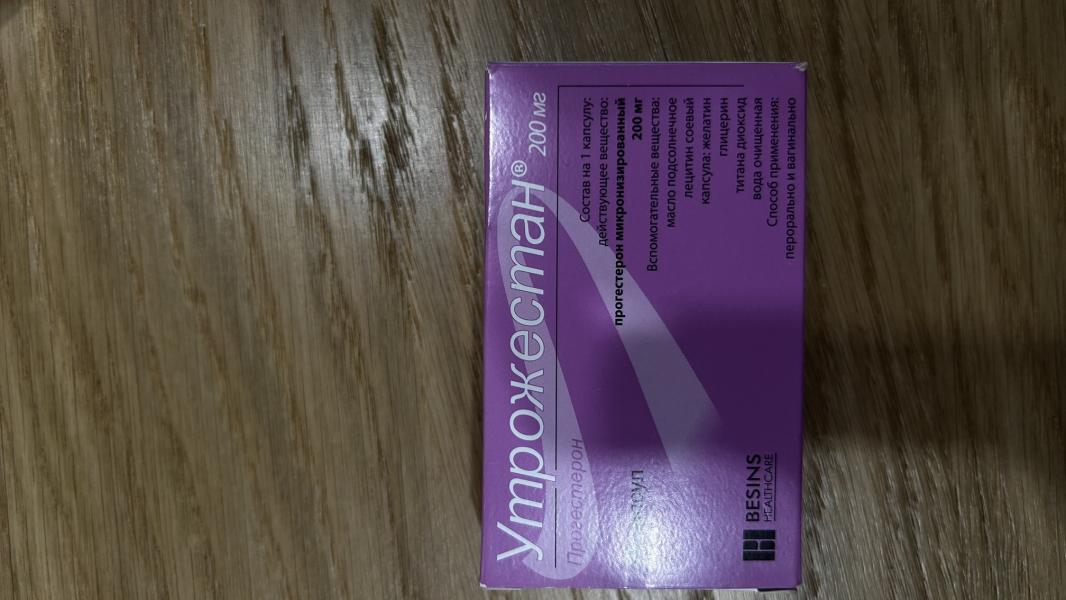 Утрожестан® 200 мг
Прогестерон
Состав на 1 капсулу:
действующее вещество:
прогестерон микронизированный
200 мг
Вспомогательные вещества:
масло подсолнечное
лецитин соевый
капсула: желатин
глицерин
титана диоксид
вода очищенная
Способ применения:
перорально и вагинально
BESINS
HEALTHCARE